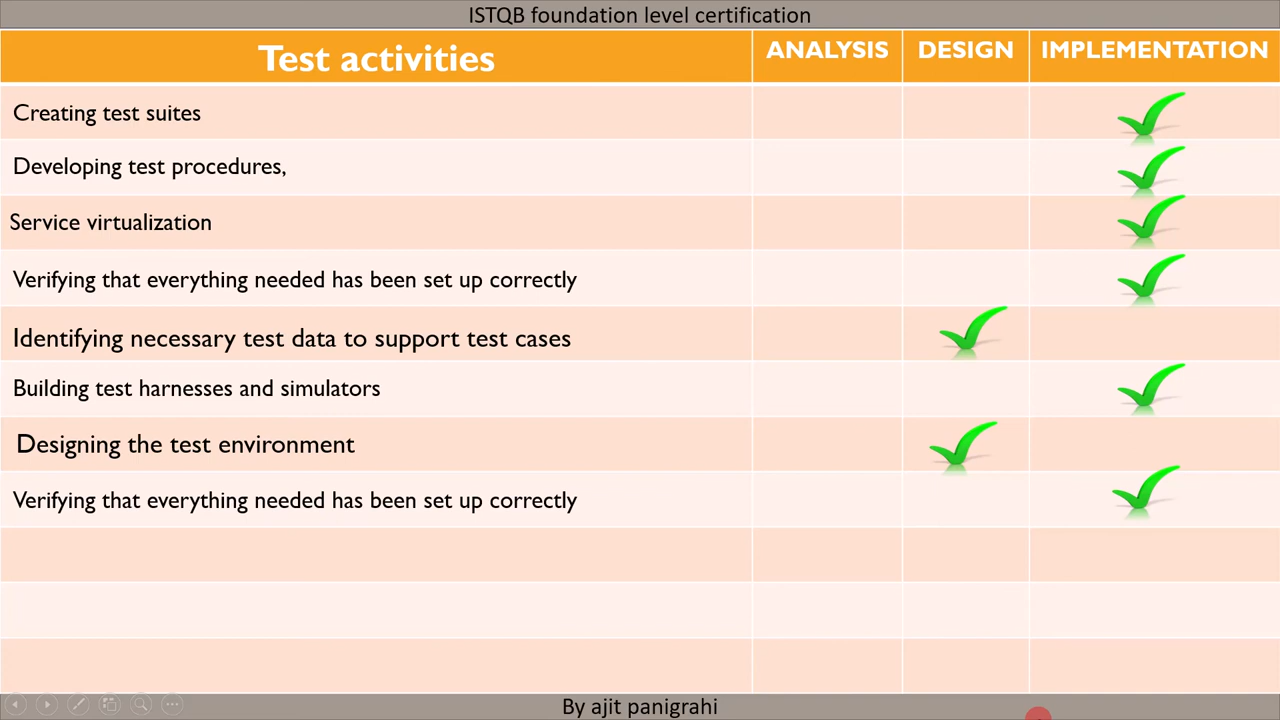 ISTQB foundation level certification
Test activities ANALYSIS DESIGN IMPLEMENTATION
Creating test suites
Developing test procedures,
Service virtualization
Verifying that everything needed has been set up correctly
Identifying necessary test data to support test cases
Building test harnesses and simulators
Designing the test environment
Verifying that everything needed has been set up correctly
By ajit panigrahi